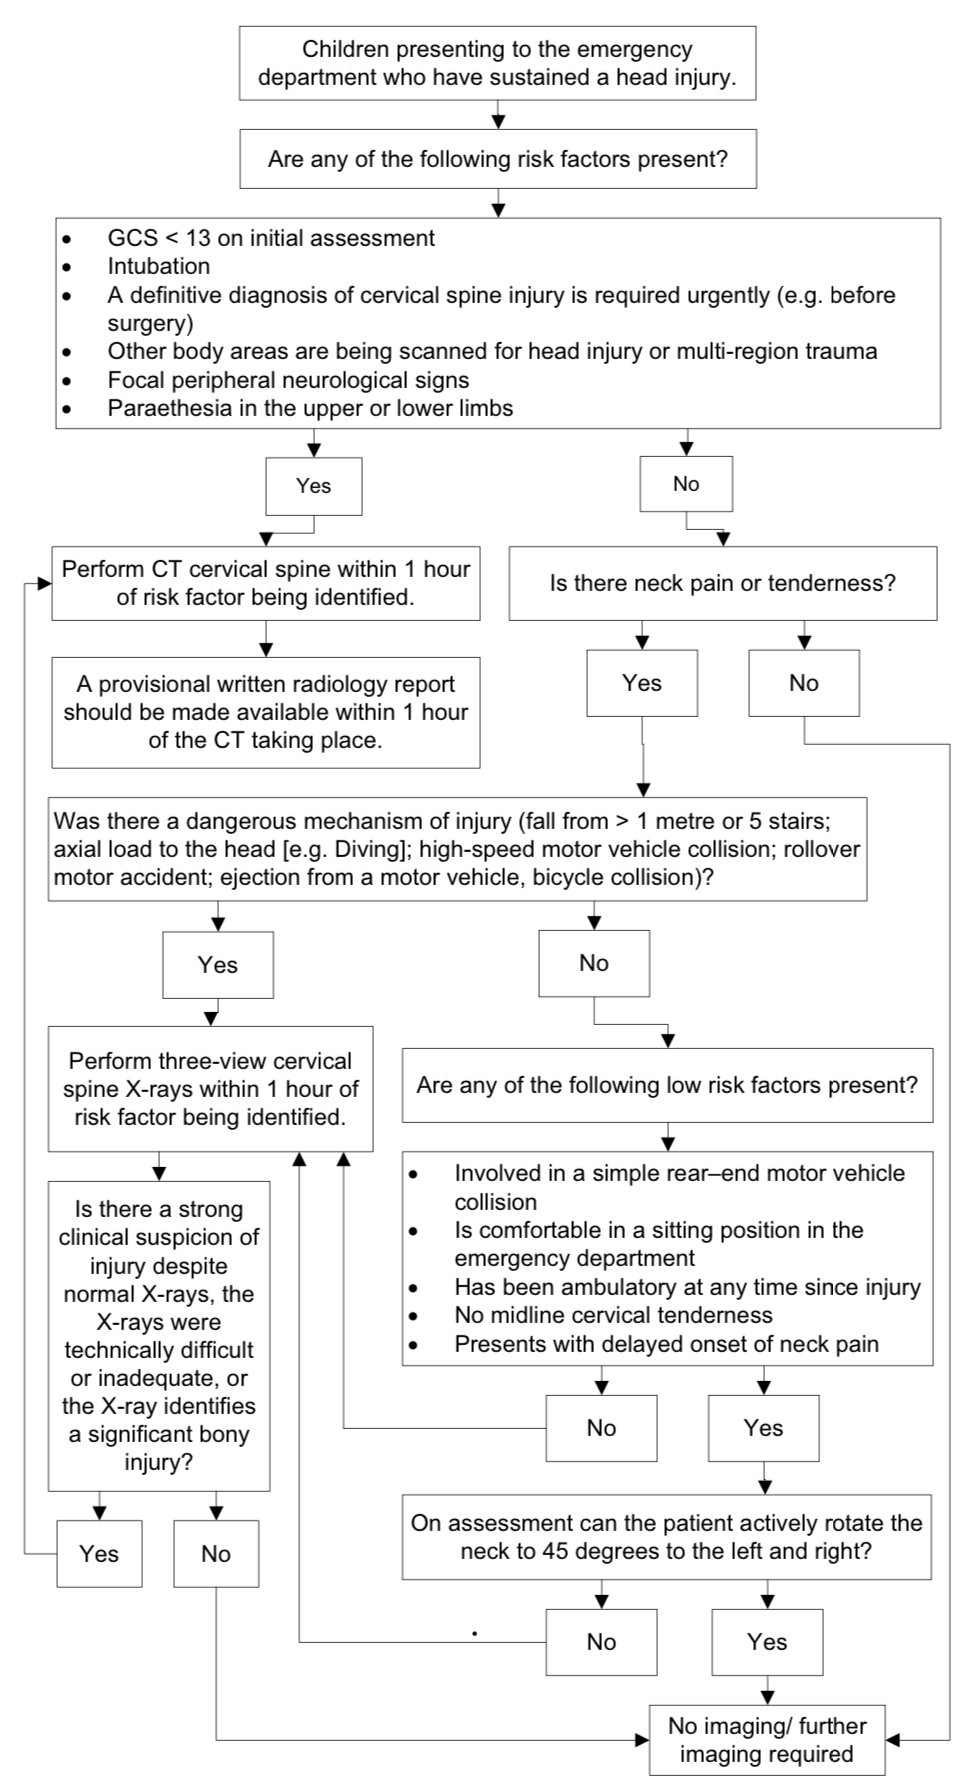 Children presenting to the emergency
department who have sustained a head injury.
Are any of the following risk factors present?
• GCS < 13 on initial assessment
• Intubation
• A definitive diagnosis of cervical spine injury is required urgently (e.g. before
surgery)
• Other body areas are being scanned for head injury or multi-region trauma
• Focal peripheral neurological signs
• Paraethesia in the upper or lower limbs
Yes
No
Perform CT cervical spine within 1 hour
of risk factor being identified.
Is there neck pain or tenderness?
A provisional written radiology report
should be made available within 1 hour
of the CT taking place.
Yes
No
Was there a dangerous mechanism of injury (fall from > 1 metre or 5 stairs;
axial load to the head [e.g. Diving]; high-speed motor vehicle collision; rollover
motor accident; ejection from a motor vehicle, bicycle collision)?
Yes
No
Perform three-view cervical
spine X-rays within 1 hour of
risk factor being identified.
Are any of the following low risk factors present?
• Involved in a simple rear–end motor vehicle
collision
• Is comfortable in a sitting position in the
emergency department
• Has been ambulatory at any time since injury
• No midline cervical tenderness
• Presents with delayed onset of neck pain
Is there a strong
clinical suspicion of
injury despite
normal X-rays, the
X-rays were
technically difficult
or inadequate, or
the X-ray identifies
a significant bony
injury?
No
Yes
On assessment can the patient actively rotate the
neck to 45 degrees to the left and right?
Yes
No
No
Yes
No imaging/ further
imaging required